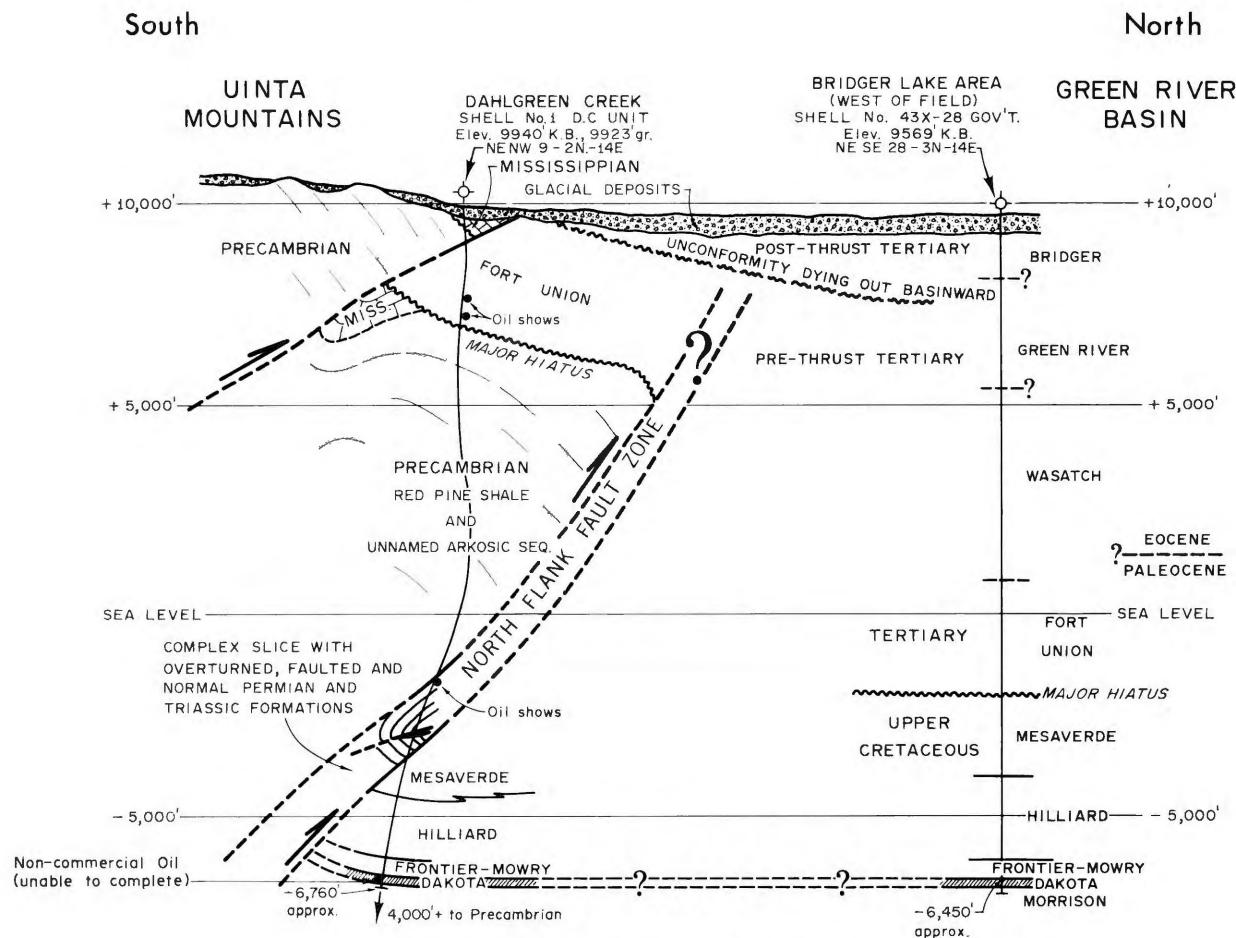 South
North
UINTA
MOUNTAINS
DAHLGREEN CREEK
SHELL No. 1 D.C UNIT
Elev. 9940' K.B., 9923' gr.
NENW 9-2N.-14E
BRIDGER LAKE AREA
(WEST OF FIELD)
SHELL No. 43X-28 GOV'T.
Elev. 9569' K.B.
NE SE 28-3N-14E
GREEN RIVER
BASIN
MISSISSIPPIAN
GLACIAL DEPOSITS
+10,000'
+10,000'
PRECAMBRIAN
FORT UNION
UNCONFORMITY DYING OUT BASINWARD
POST-THRUST TERTIARY
BRIDGER
?
MISS.
Oil shows
MAJOR HIATUS
?
PRE-THRUST TERTIARY
GREEN RIVER
?
+5,000'
+5,000'
PRECAMBRIAN
RED PINE SHALE
AND
UNNAMED ARKOSIC SEQ.
NORTH FLANK FAULT ZONE
WASATCH
?
EOCENE
PALEOCENE
SEA LEVEL
SEA LEVEL
COMPLEX SLICE WITH
OVERTURNED, FAULTED AND
NORMAL PERMIAN AND
TRIASSIC FORMATIONS
TERTIARY
FORT
UNION
Oil shows
MAJOR HIATUS
UPPER
CRETACEOUS
MESAVERDE
MESAVERDE
-5,000'
HILLIARD
-5,000'
HILLIARD
Non-commercial Oil
(unable to complete)
FRONTIER-MOWRY
DAKOTA
?
?
FRONTIER-MOWRY
DAKOTA
MORRISON
-6,760'
approx.
4,000'+ to Precambrian
-6,450'
approx.